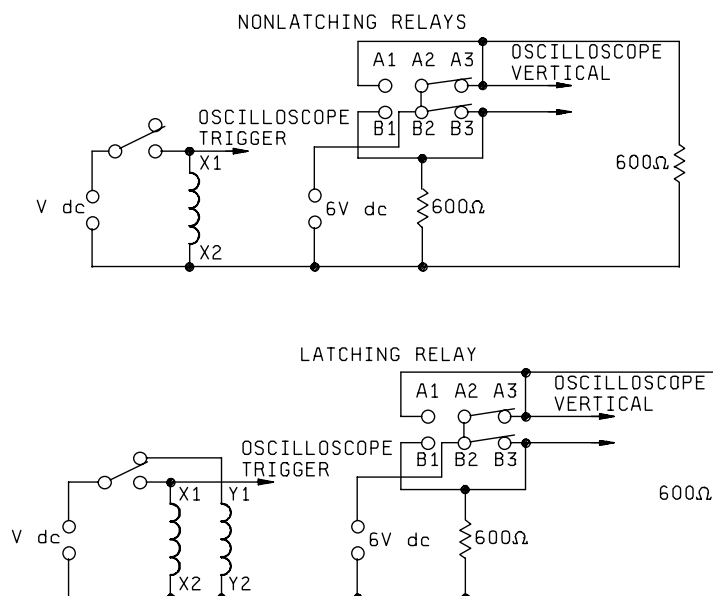 NONLATCHING RELAYS
A1 A2 A3
OSCILLOSCOPE
VERTICAL
OSCILLOSCOPE
TRIGGER
B1 B2 B3
X1
600Ω
V dc
6V dc
600Ω
X2
LATCHING RELAY
A1 A2 A3
OSCILLOSCOPE
VERTICAL
OSCILLOSCOPE
TRIGGER
B1 B2 B3
X1 Y1
600Ω
V dc
6V dc
600Ω
X2 Y2